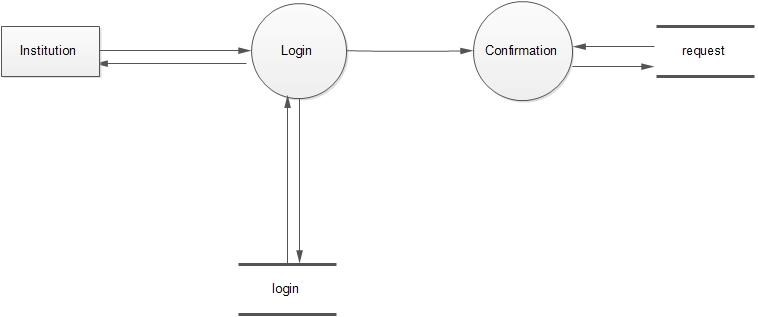 Institution
Login
Confirmation
request
login